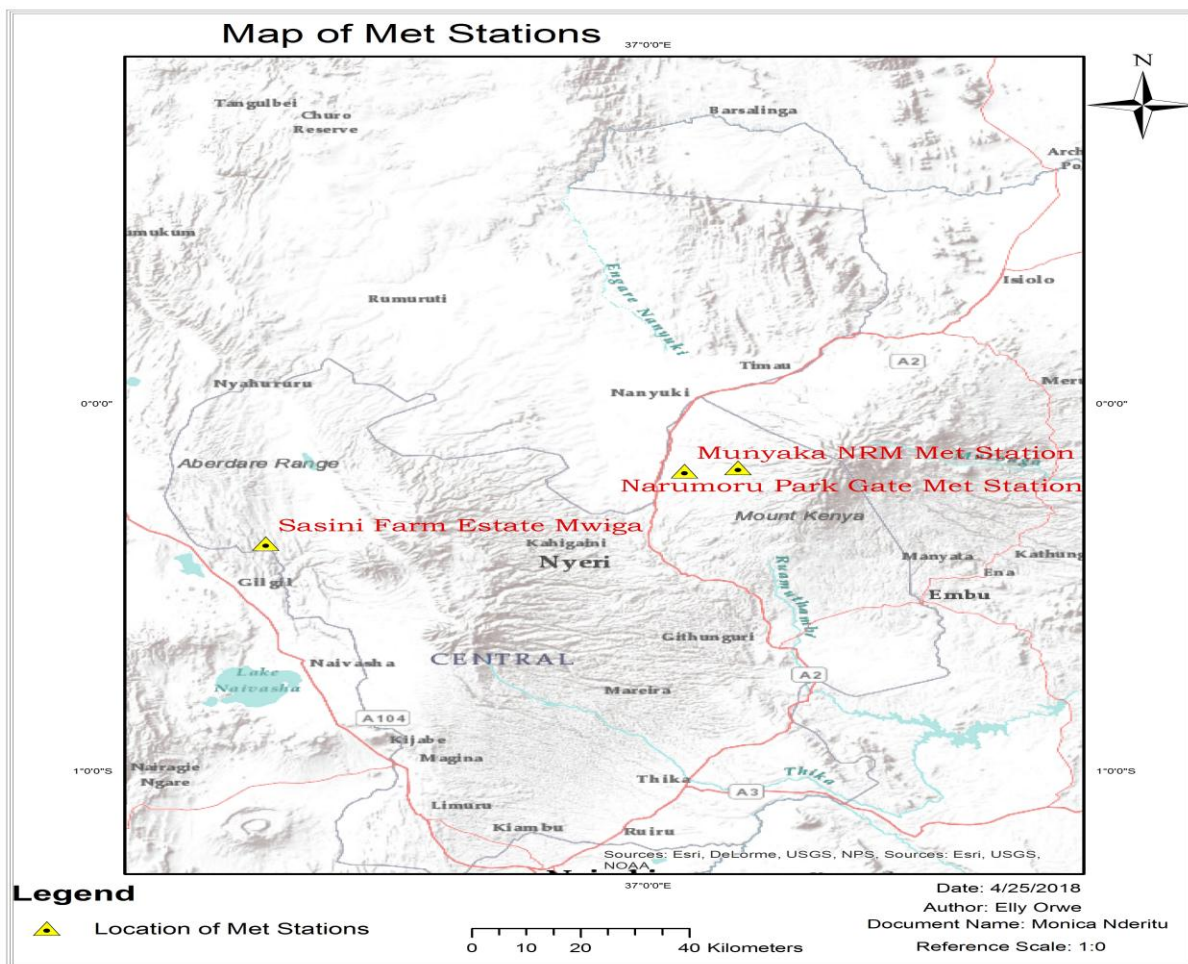 Map of Met Stations
37°0'0"E
N
Tangulbei
Churo
Reserve
Barsalinga
Arch
Po
umukum
Engare Nanyuki
Isiolo
Rumuruti
Timau
A2
Nyahururu
Nanyuki
Meru
0°0'0"
0°0'0"
Munyaka NRM Met Station
Aberdare Range
Narumoru Park Gate Met Station
Mount Kenya
Sasini Farm Estate Mwiga
Kahigaini
Nyeri
Manyata
Kathung
Ena
Gilgil
Ruamuthambi
Embu
Githunguri
Naivasha
CENTRAL
Lake
Naivasha
A2
Mareira
A104
Kijabe
Magina
Nairagie
Ngare
1°0'0"S
1°0'0"S
Thika
Thika
A3
Limuru
Kiambu
Ruiru
Sources: Esri, DeLorme, USGS, NPS, Sources: Esri, USGS,
NOAA
37°0'0"E
Legend
Location of Met Stations
0 10 20 40 Kilometers
Date: 4/25/2018
Author: Elly Orwe
Document Name: Monica Nderitu
Reference Scale: 1:0